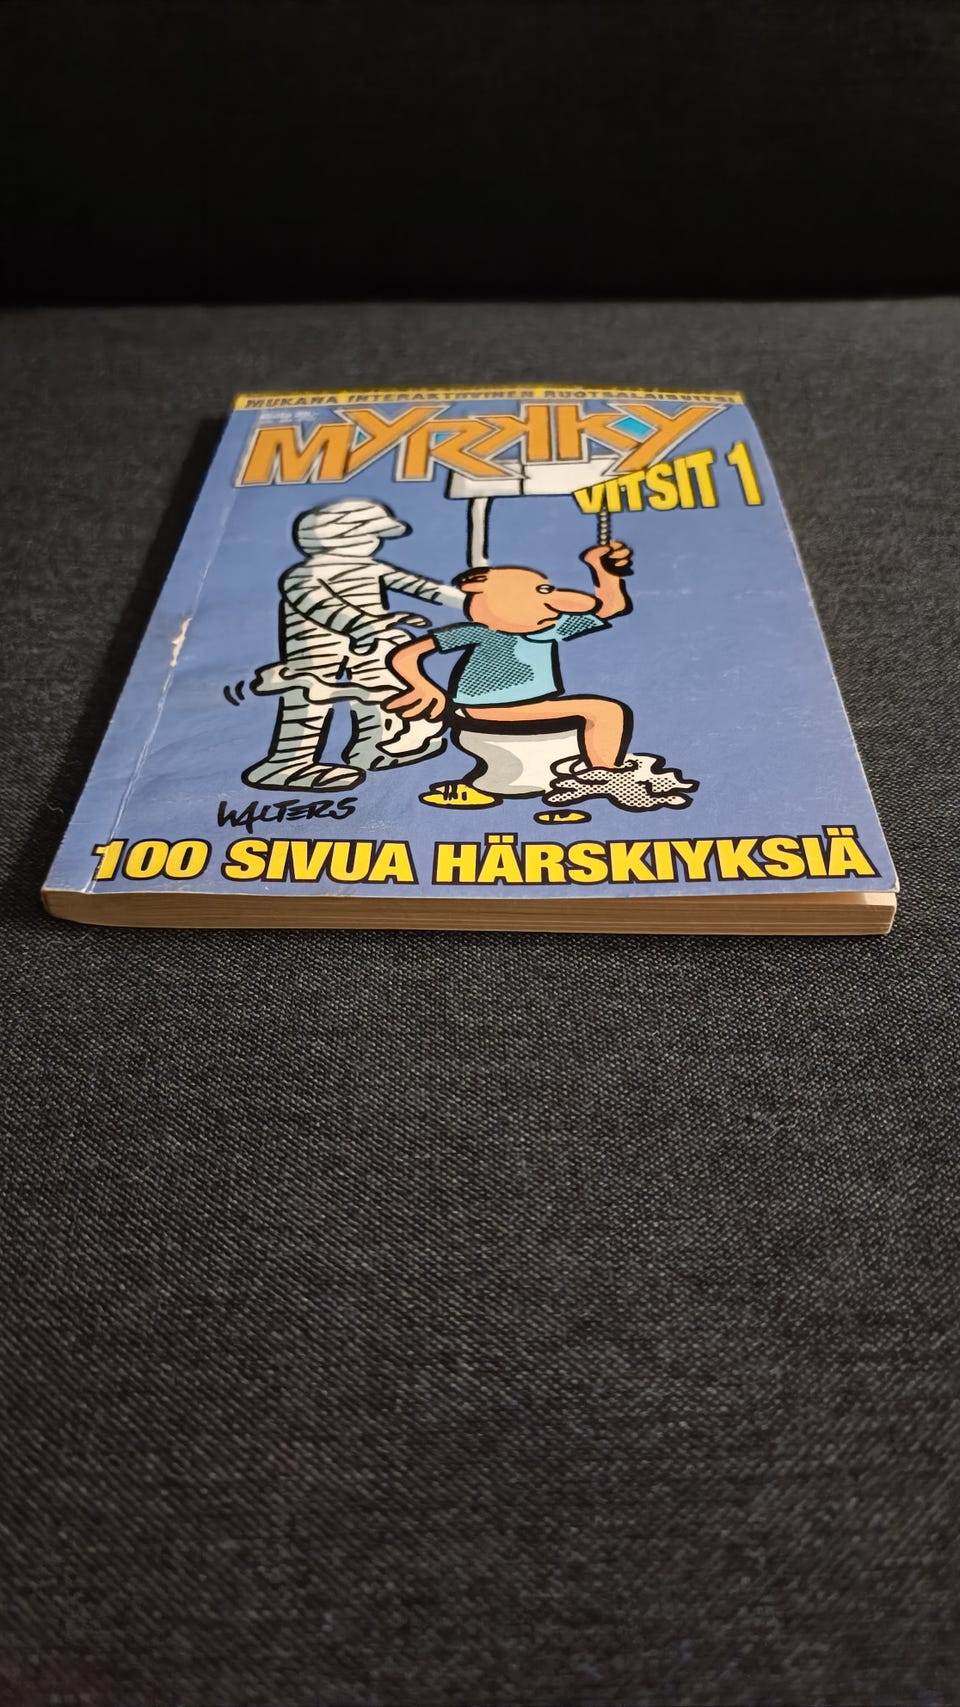 MUKANA INTERAKTIIVINEN RUOTSALAISVITSI
MYRKKY
VITSIT 1
WALTERS
100 SIVUA HÄRSKIYKSIÄ